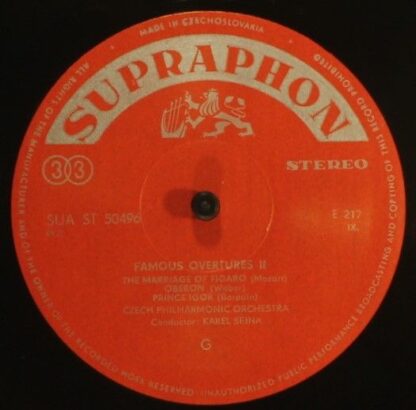 MADE IN CZECHOSLOVAKIA
ALL RIGHTS OF THE MANUFACTURER AND OF THE OWNER OF THE RECORDED WORK RESERVED · UNAUTHORIZED PUBLIC PERFORMANCE BROADCASTING AND COPYING OF THIS RECORD PROHIBITED
SUPRAPHON
33
STEREO
SUA ST 50496
E 217
IX.
FAMOUS OVERTURES II
THE MARRIAGE OF FIGARO (Mozart)
OBERON (Weber)
PRINCE IGOR (Borodin)
CZECH PHILHARMONIC ORCHESTRA
Conductor: KAREL ŠEJNA
G